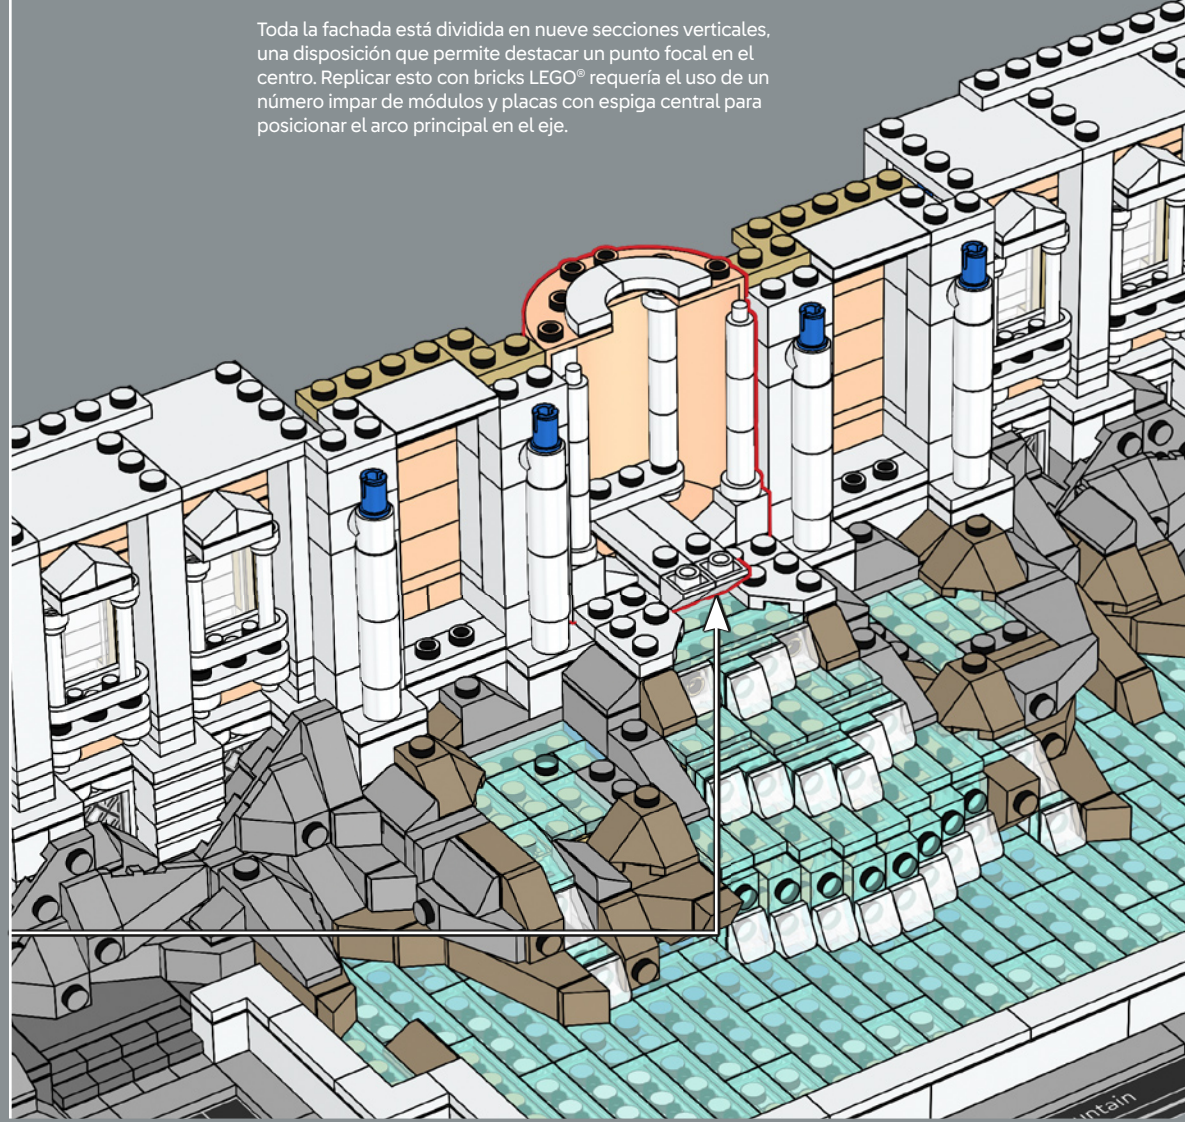 Toda la fachada está dividida en nueve secciones verticales,
una disposición que permite destacar un punto focal en el
centro. Replicar esto con bricks LEGO® requería el uso de un
número impar de módulos y placas con espiga central para
posicionar el arco principal en el eje.
untain